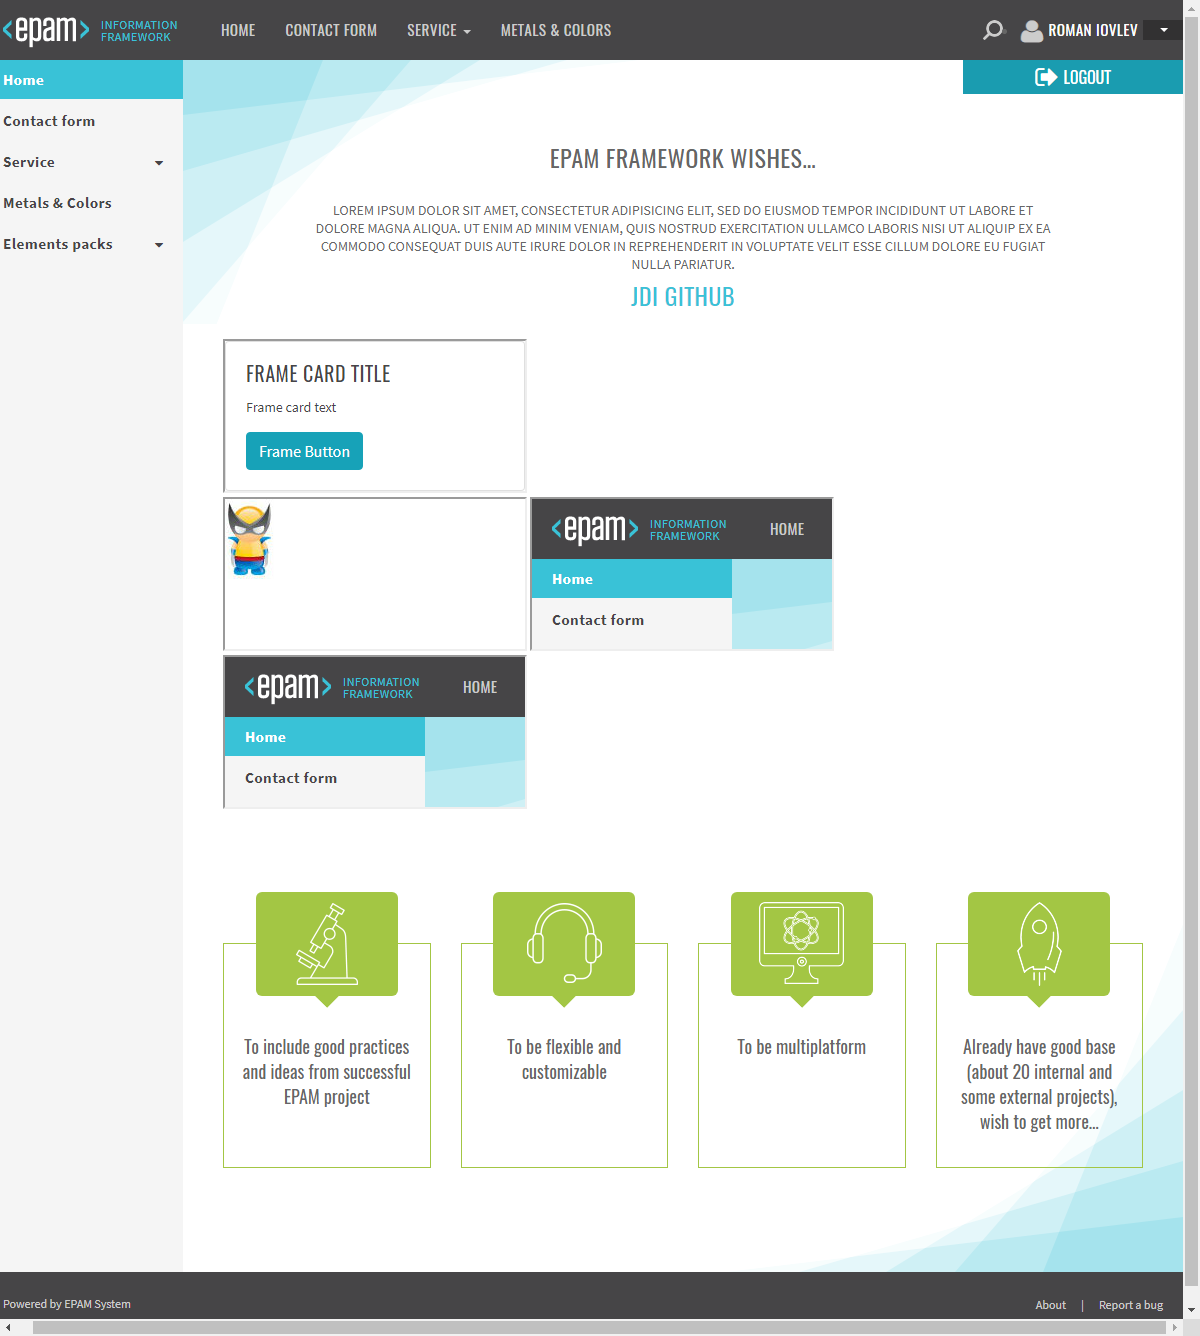 <epam> INFORMATION FRAMEWORK
HOME
CONTACT FORM
SERVICE
METALS & COLORS
ROMAN IOVLEV
LOGOUT
Home
Contact form
Service
Metals & Colors
Elements packs
EPAM FRAMEWORK WISHES…
LOREM IPSUM DOLOR SIT AMET, CONSECTETUR ADIPISICING ELIT, SED DO EIUSMOD TEMPOR INCIDIDUNT UT LABORE ET
DOLORE MAGNA ALIQUA. UT ENIM AD MINIM VENIAM, QUIS NOSTRUD EXERCITATION ULLAMCO LABORIS NISI UT ALIQUIP EX EA
COMMODO CONSEQUAT DUIS AUTE IRURE DOLOR IN REPREHENDERIT IN VOLUPTATE VELIT ESSE CILLUM DOLORE EU FUGIAT
NULLA PARIATUR.
JDI GITHUB
FRAME CARD TITLE
Frame card text
Frame Button
<epam> INFORMATION FRAMEWORK
HOME
Home
Contact form
<epam> INFORMATION FRAMEWORK
HOME
Home
Contact form
To include good practices
and ideas from successful
EPAM project
To be flexible and
customizable
To be multiplatform
Already have good base
(about 20 internal and
some external projects),
wish to get more…
Powered by EPAM System
About | Report a bug